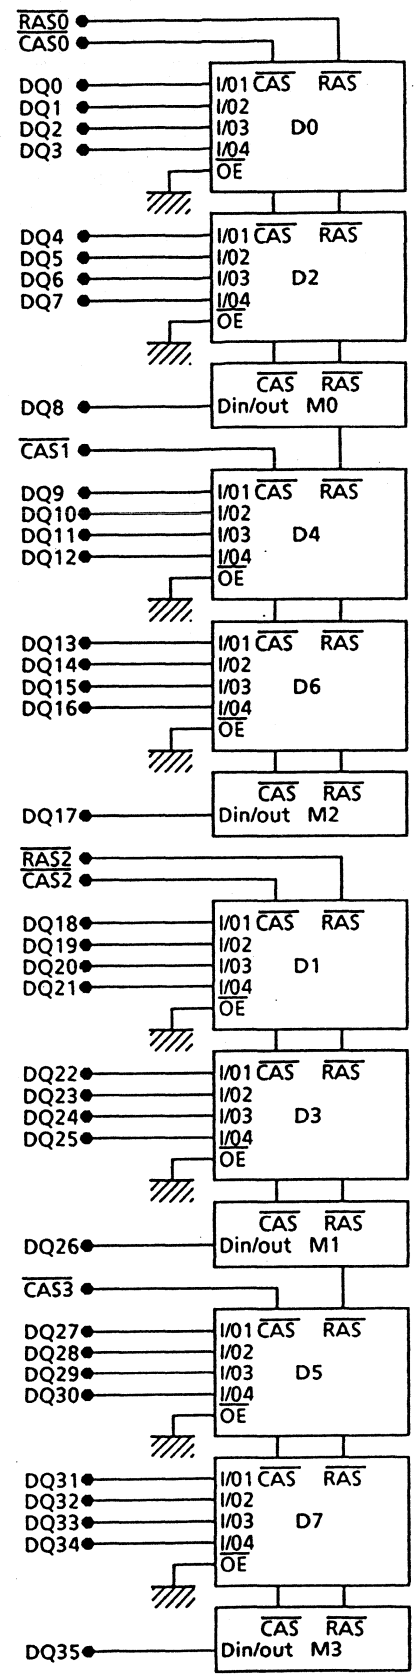 RAS0
CAS0
DQ0 I/01 CAS RAS
DQ1 I/02
DQ2 I/03 D0
DQ3 I/04
OE
DQ4 I/01 CAS RAS
DQ5 I/02
DQ6 I/03 D2
DQ7 I/04
OE
CAS RAS
DQ8 Din/out M0
CAS1
DQ9 I/01 CAS RAS
DQ10 I/02
DQ11 I/03 D4
DQ12 I/04
OE
DQ13 I/01 CAS RAS
DQ14 I/02
DQ15 I/03 D6
DQ16 I/04
OE
CAS RAS
DQ17 Din/out M2
RAS2
CAS2
DQ18 I/01 CAS RAS
DQ19 I/02
DQ20 I/03 D1
DQ21 I/04
OE
DQ22 I/01 CAS RAS
DQ23 I/02
DQ24 I/03 D3
DQ25 I/04
OE
CAS RAS
DQ26 Din/out M1
CAS3
DQ27 I/01 CAS RAS
DQ28 I/02
DQ29 I/03 D5
DQ30 I/04
OE
DQ31 I/01 CAS RAS
DQ32 I/02
DQ33 I/03 D7
DQ34 I/04
OE
CAS RAS
DQ35 Din/out M3